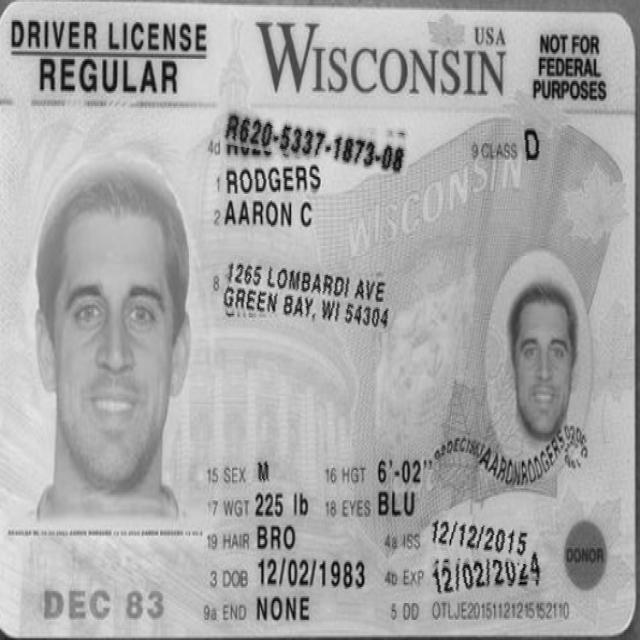 DRIVER LICENSE
REGULAR
WISCONSIN
USA
NOT FOR
FEDERAL
PURPOSES
4d R620-5337-1873-08
9 CLASS D
1 RODGERS
2 AARON C
WISCONSIN
8 1265 LOMBARDI AVE
GREEN BAY, WI 54304
15 SEX M
16 HGT 6'-02"
17 WGT 225 lb
18 EYES BLU
19 HAIR BRO
4a ISS 12/12/2015
3 DOB 12/02/1983
4b EXP 12/02/2024
DONOR
DEC 83
9a END NONE
5 DD OTLJE20151121215152110